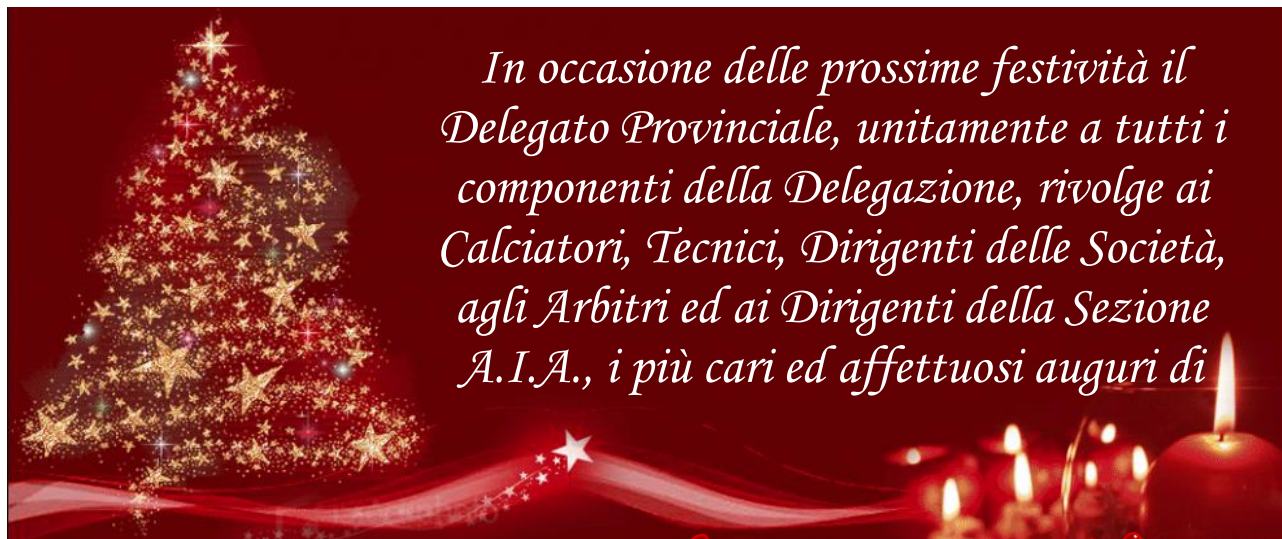 In occasione delle prossime festività il
Delegato Provinciale, unitamente a tutti i
componenti della Delegazione, rivolge ai
Calciatori, Tecnici, Dirigenti delle Società,
agli Arbitri ed ai Dirigenti della Sezione
A.I.A., i più cari ed affettuosi auguri di